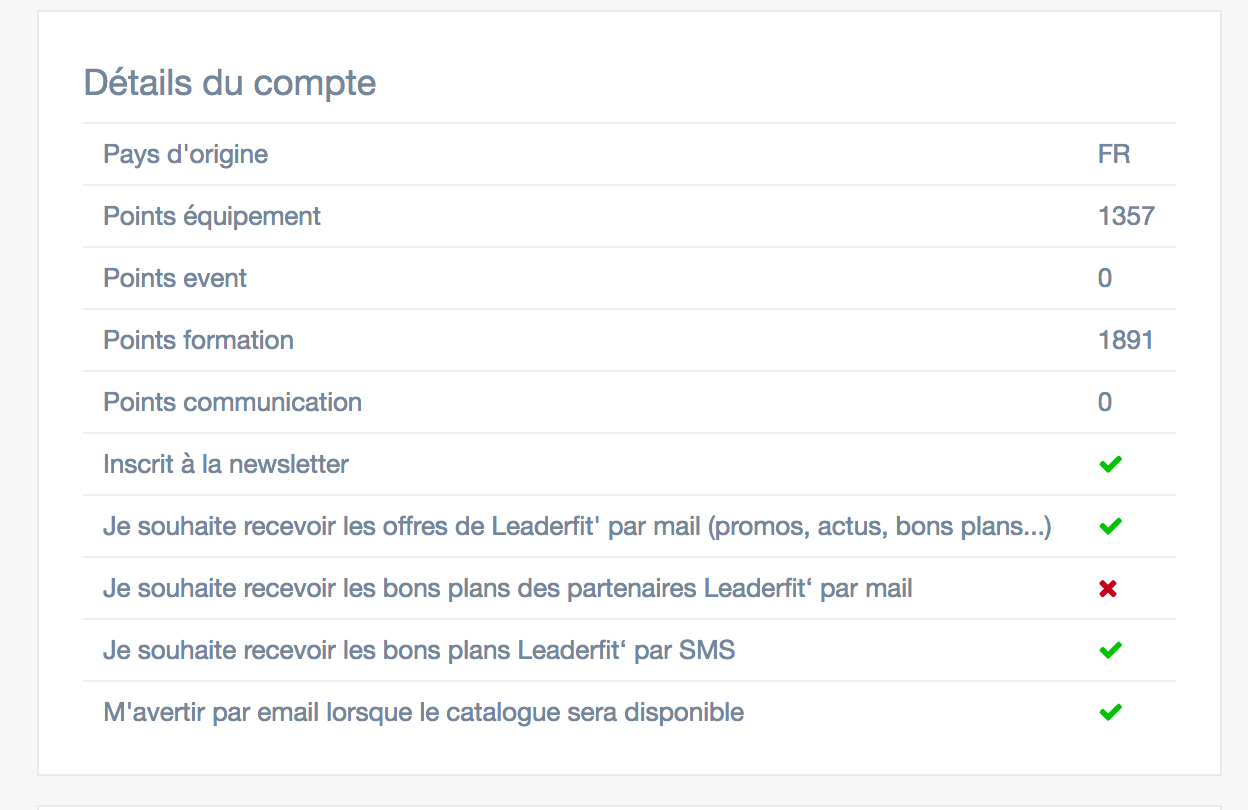 Détails du compte
Pays d'origine FR
Points équipement 1357
Points event 0
Points formation 1891
Points communication 0
Inscrit à la newsletter
Je souhaite recevoir les offres de Leaderfit' par mail (promos, actus, bons plans...)
Je souhaite recevoir les bons plans des partenaires Leaderfit‘ par mail
Je souhaite recevoir les bons plans Leaderfit‘ par SMS
M'avertir par email lorsque le catalogue sera disponible